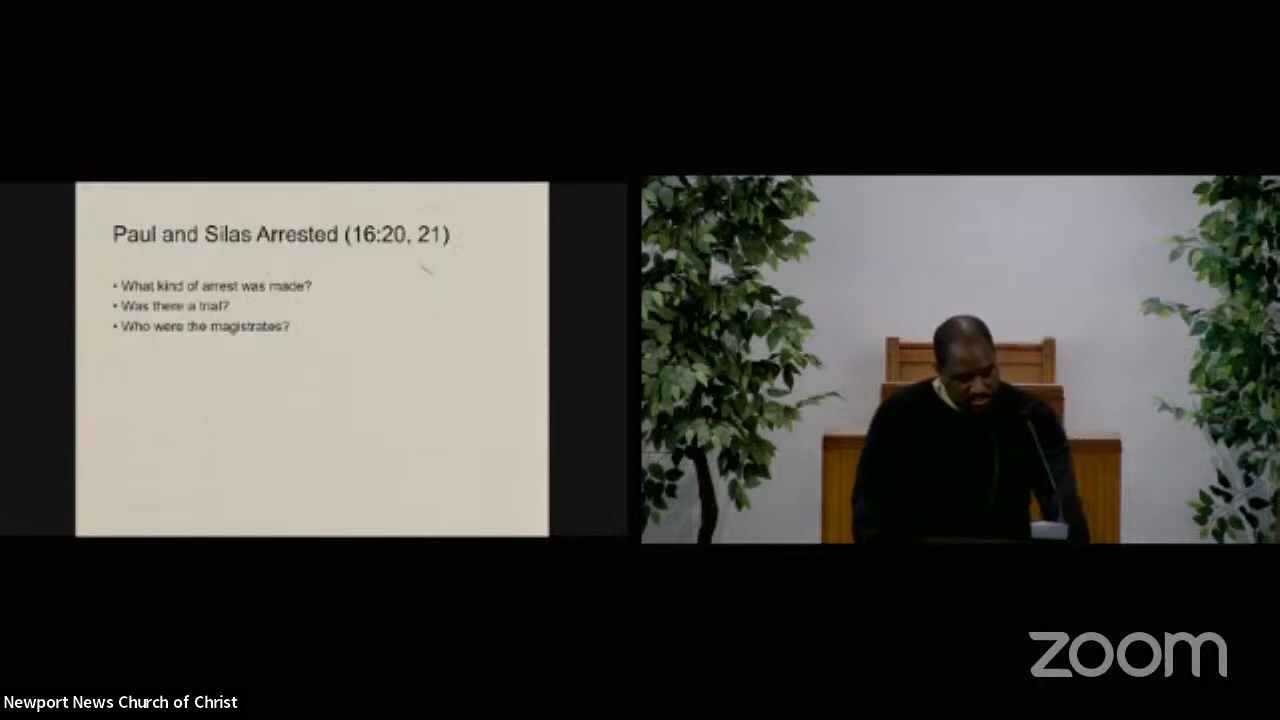 Paul and Silas Arrested (16:20, 21)
• What kind of arrest was made?
• Was there a trial?
• Who were the magistrates?
zoom
Newport News Church of Christ